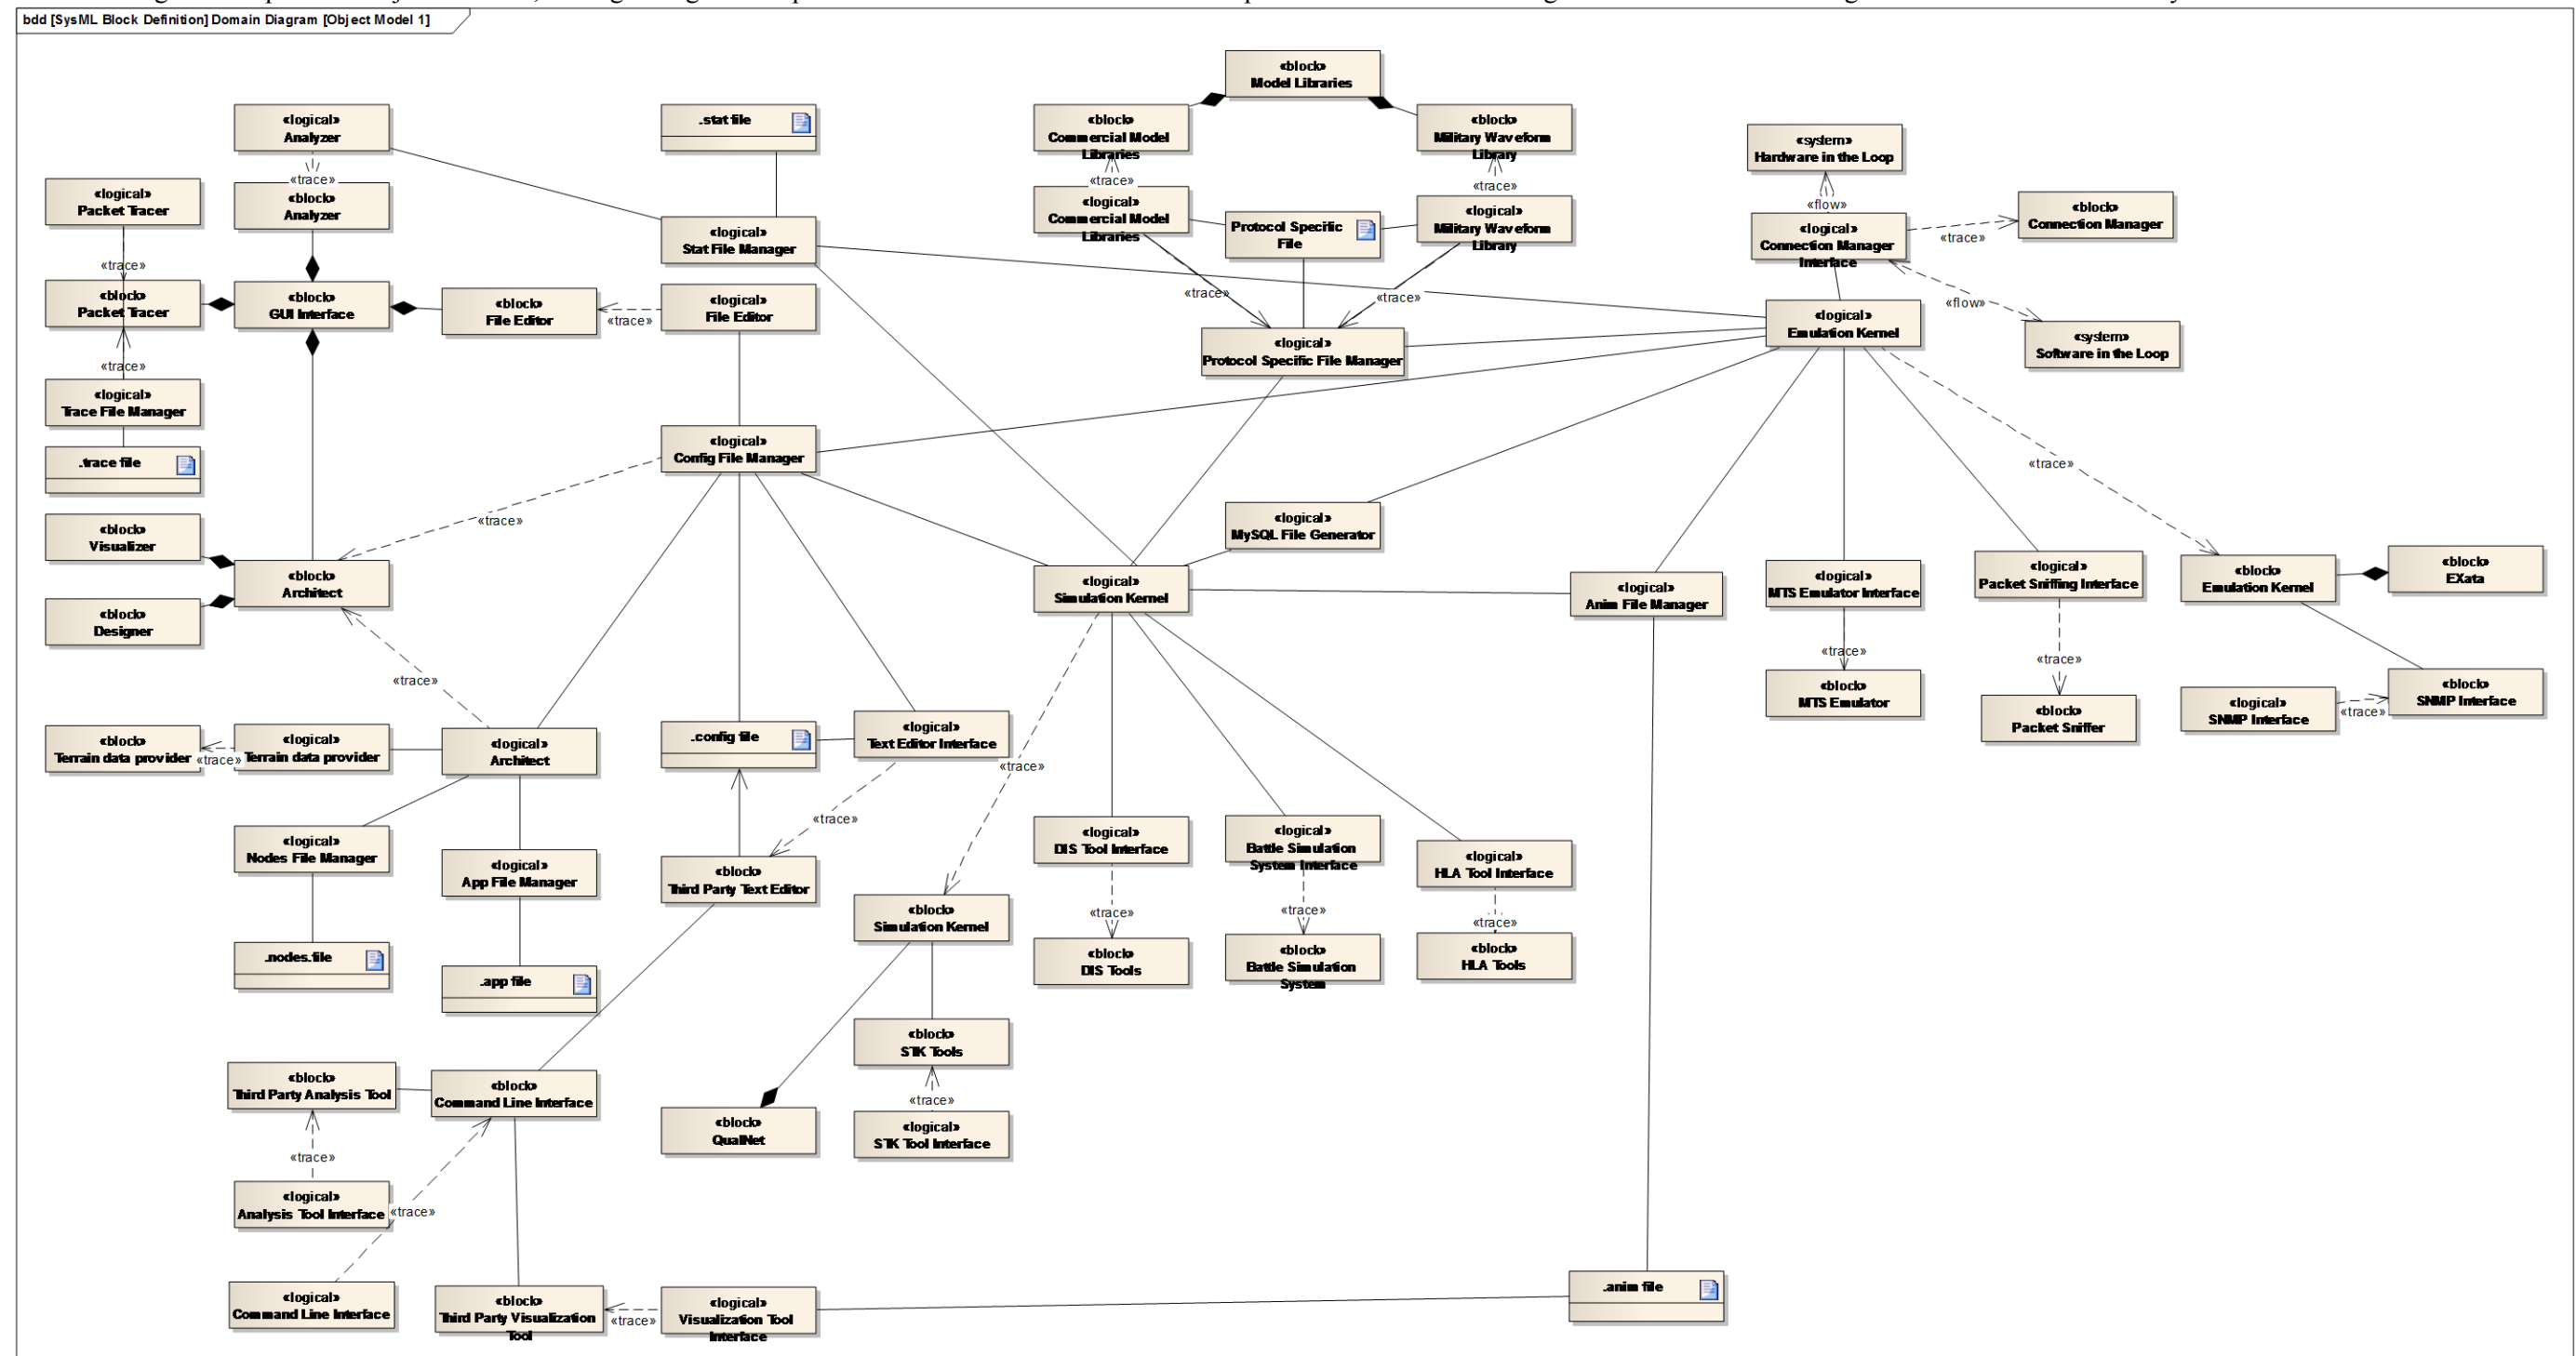 bdd [SysML Block Definition] Domain Diagram [Object Model 1]
«block»
Model Libraries
«logical»
Analyzer
.stat file
«block»
Commercial Model
Libraries
«block»
Military Waveform
Library
«system»
Hardware in the Loop
«trace»
«trace»
«trace»
«logical»
Packet Tracer
«block»
Analyzer
«logical»
Stat File Manager
«logical»
Commercial Model
Libraries
Protocol Specific
File
«logical»
Military Waveform
Library
«flow»
«logical»
Connection Manager
Interface
«trace»
«block»
Connection Manager
«trace»
«block»
Packet Tracer
«block»
GUI Interface
«block»
File Editor
«trace»
«logical»
File Editor
«trace»
«trace»
«logical»
Emulation Kernel
«flow»
«system»
Software in the Loop
«logical»
Protocol Specific File Manager
«trace»
«logical»
Trace File Manager
.trace file
«logical»
Config File Manager
«trace»
«trace»
«block»
Visualizer
«logical»
MySQL File Generator
«block»
Architect
«logical»
Simulation Kernel
«logical»
Anim File Manager
«logical»
MTS Emulator Interface
«logical»
Packet Sniffing Interface
«block»
Emulation Kernel
«block»
EXata
«block»
Designer
«trace»
«trace»
«trace»
«block»
MTS Emulator
«block»
Packet Sniffer
«logical»
SNMP Interface
«trace»
«block»
SNMP Interface
«block»
Terrain data provider
«trace»
«logical»
Terrain data provider
«logical»
Architect
.config file
«logical»
Text Editor Interface
«trace»
«trace»
«logical»
Nodes File Manager
«logical»
App File Manager
«block»
Third Party Text Editor
«logical»
DIS Tool Interface
«logical»
Battle Simulation
System Interface
«logical»
HLA Tool Interface
«trace»
«trace»
«trace»
«block»
Simulation Kernel
.nodes.file
.app file
«block»
DIS Tools
«block»
Battle Simulation
System
«block»
HLA Tools
«block»
STK Tools
«block»
Third Party Analysis Tool
«block»
Command Line Interface
«trace»
«block»
QualNet
«logical»
STK Tool Interface
«trace»
«logical»
Analysis Tool Interface
«trace»
«logical»
Command Line Interface
«block»
Third Party Visualization
Tool
«trace»
«logical»
Visualization Tool
Interface
.anim file